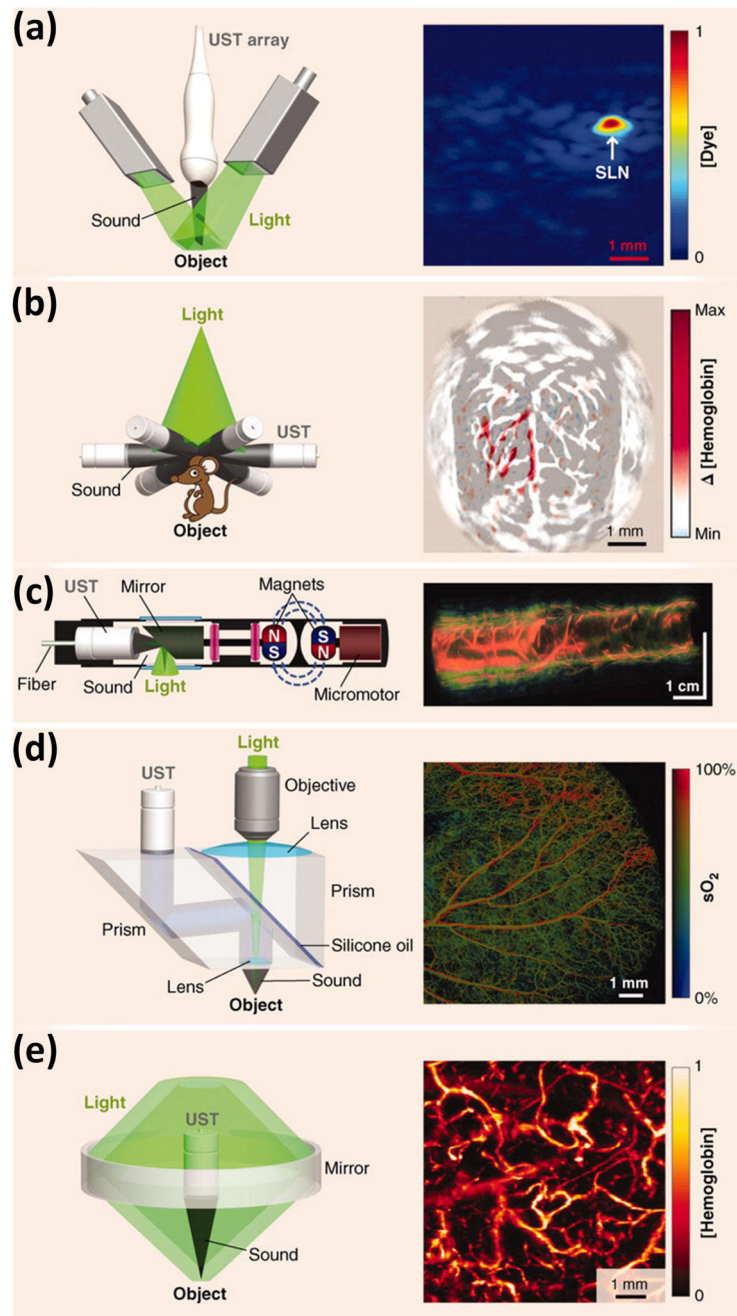 (a)
UST array
Sound
Light
Object
SLN
1 mm
1
[Dye]
0
(b)
Light
UST
Sound
Object
1 mm
Max
Δ [Hemoglobin]
Min
(c)
UST
Mirror
Magnets
N
S
S
N
Fiber
Sound
Light
Micromotor
1 cm
(d)
Light
UST
Objective
Lens
Prism
Prism
Silicone oil
Lens
Sound
Object
1 mm
100%
sO₂
0%
(e)
Light
UST
Mirror
Sound
Object
1 mm
1
[Hemoglobin]
0